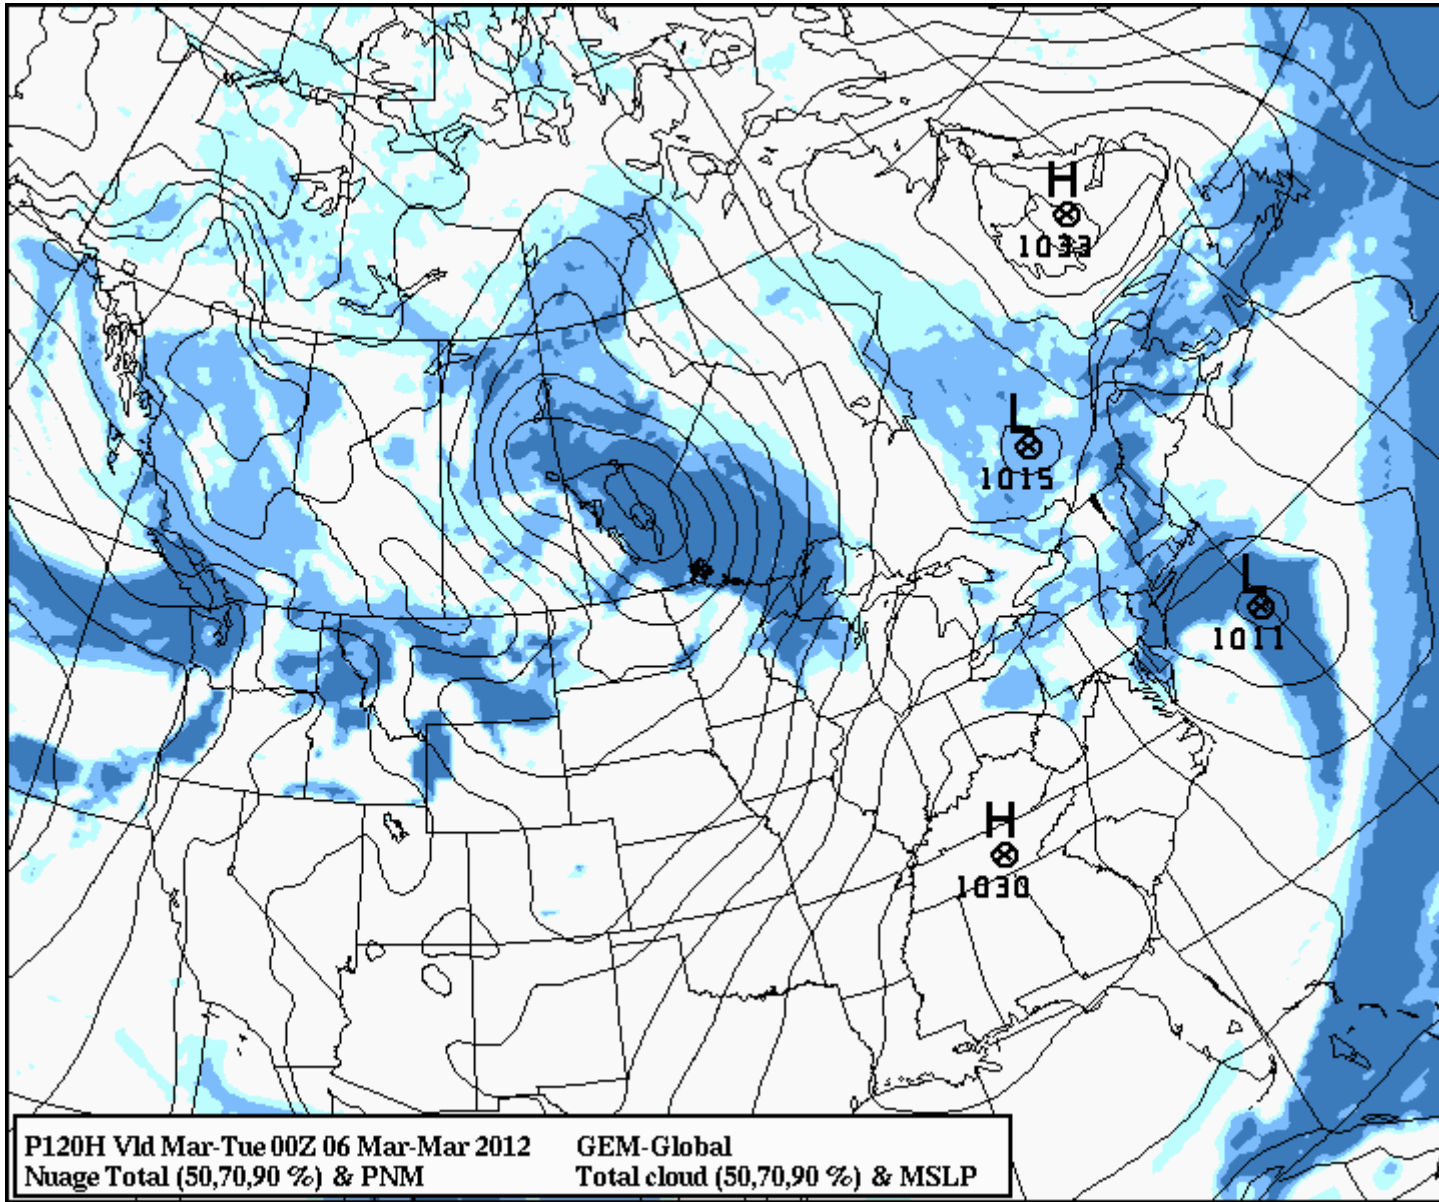 H
1033
L
1015
L
1011
H
1030
P120H Vld Mar-Tue 00Z 06 Mar-Mar 2012 GEM-Global
Nuage Total (50,70,90 %) & PNM Total cloud (50,70,90 %) & MSLP